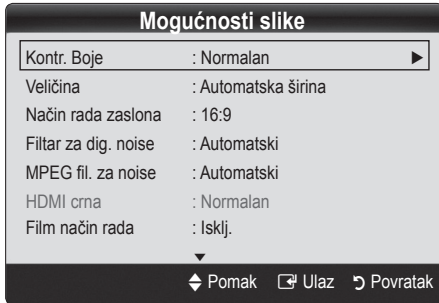 Mogućnosti slike
Kontr. Boje : Normalan
Veličina : Automatska širina
Način rada zaslona : 16:9
Filtar za dig. noise : Automatski
MPEG fil. za noise : Automatski
HDMI crna : Normalan
Film način rada : Isklj.
Pomak Ulaz Povratak